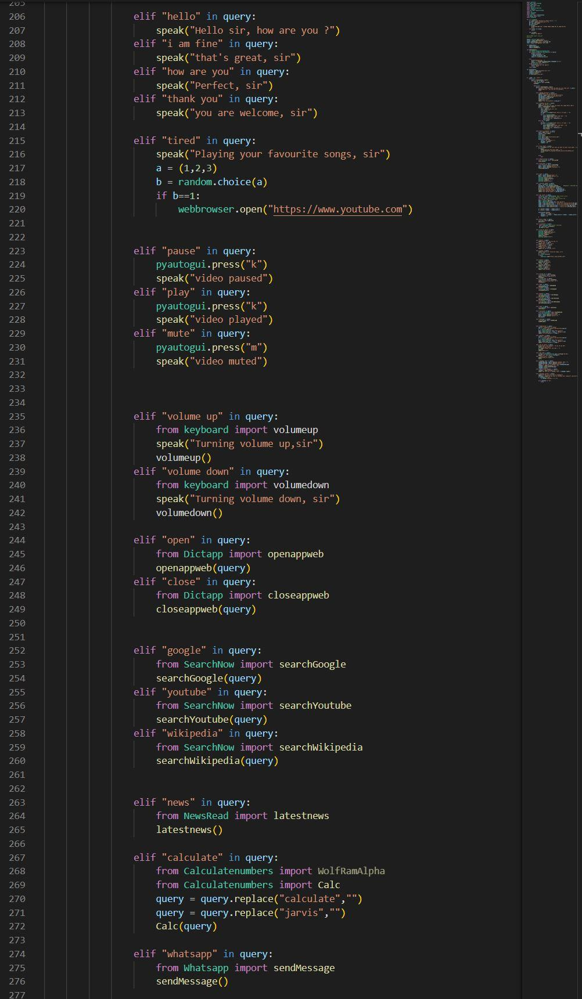 205
206 elif "hello" in query:
207 speak("Hello sir, how are you ?")
208 elif "i am fine" in query:
209 speak("that's great, sir")
210 elif "how are you" in query:
211 speak("Perfect, sir")
212 elif "thank you" in query:
213 speak("you are welcome, sir")
214
215 elif "tired" in query:
216 speak("Playing your favourite songs, sir")
217 a = (1,2,3)
218 b = random.choice(a)
219 if b==1:
220 webbrowser.open("https://www.youtube.com")
221
222
223 elif "pause" in query:
224 pyautogui.press("k")
225 speak("video paused")
226 elif "play" in query:
227 pyautogui.press("k")
228 speak("video played")
229 elif "mute" in query:
230 pyautogui.press("m")
231 speak("video muted")
232
233
234
235 elif "volume up" in query:
236 from keyboard import volumeup
237 speak("Turning volume up,sir")
238 volumeup()
239 elif "volume down" in query:
240 from keyboard import volumedown
241 speak("Turning volume down, sir")
242 volumedown()
243
244 elif "open" in query:
245 from Dictapp import openappweb
246 openappweb(query)
247 elif "close" in query:
248 from Dictapp import closeappweb
249 closeappweb(query)
250
251
252 elif "google" in query:
253 from SearchNow import searchGoogle
254 searchGoogle(query)
255 elif "youtube" in query:
256 from SearchNow import searchYoutube
257 searchYoutube(query)
258 elif "wikipedia" in query:
259 from SearchNow import searchWikipedia
260 searchWikipedia(query)
261
262
263 elif "news" in query:
264 from NewsRead import latestnews
265 latestnews()
266
267 elif "calculate" in query:
268 from Calculatenumbers import WolfRamAlpha
269 from Calculatenumbers import Calc
270 query = query.replace("calculate","")
271 query = query.replace("jarvis","")
272 Calc(query)
273
274 elif "whatsapp" in query:
275 from Whatsapp import sendMessage
276 sendMessage()
277